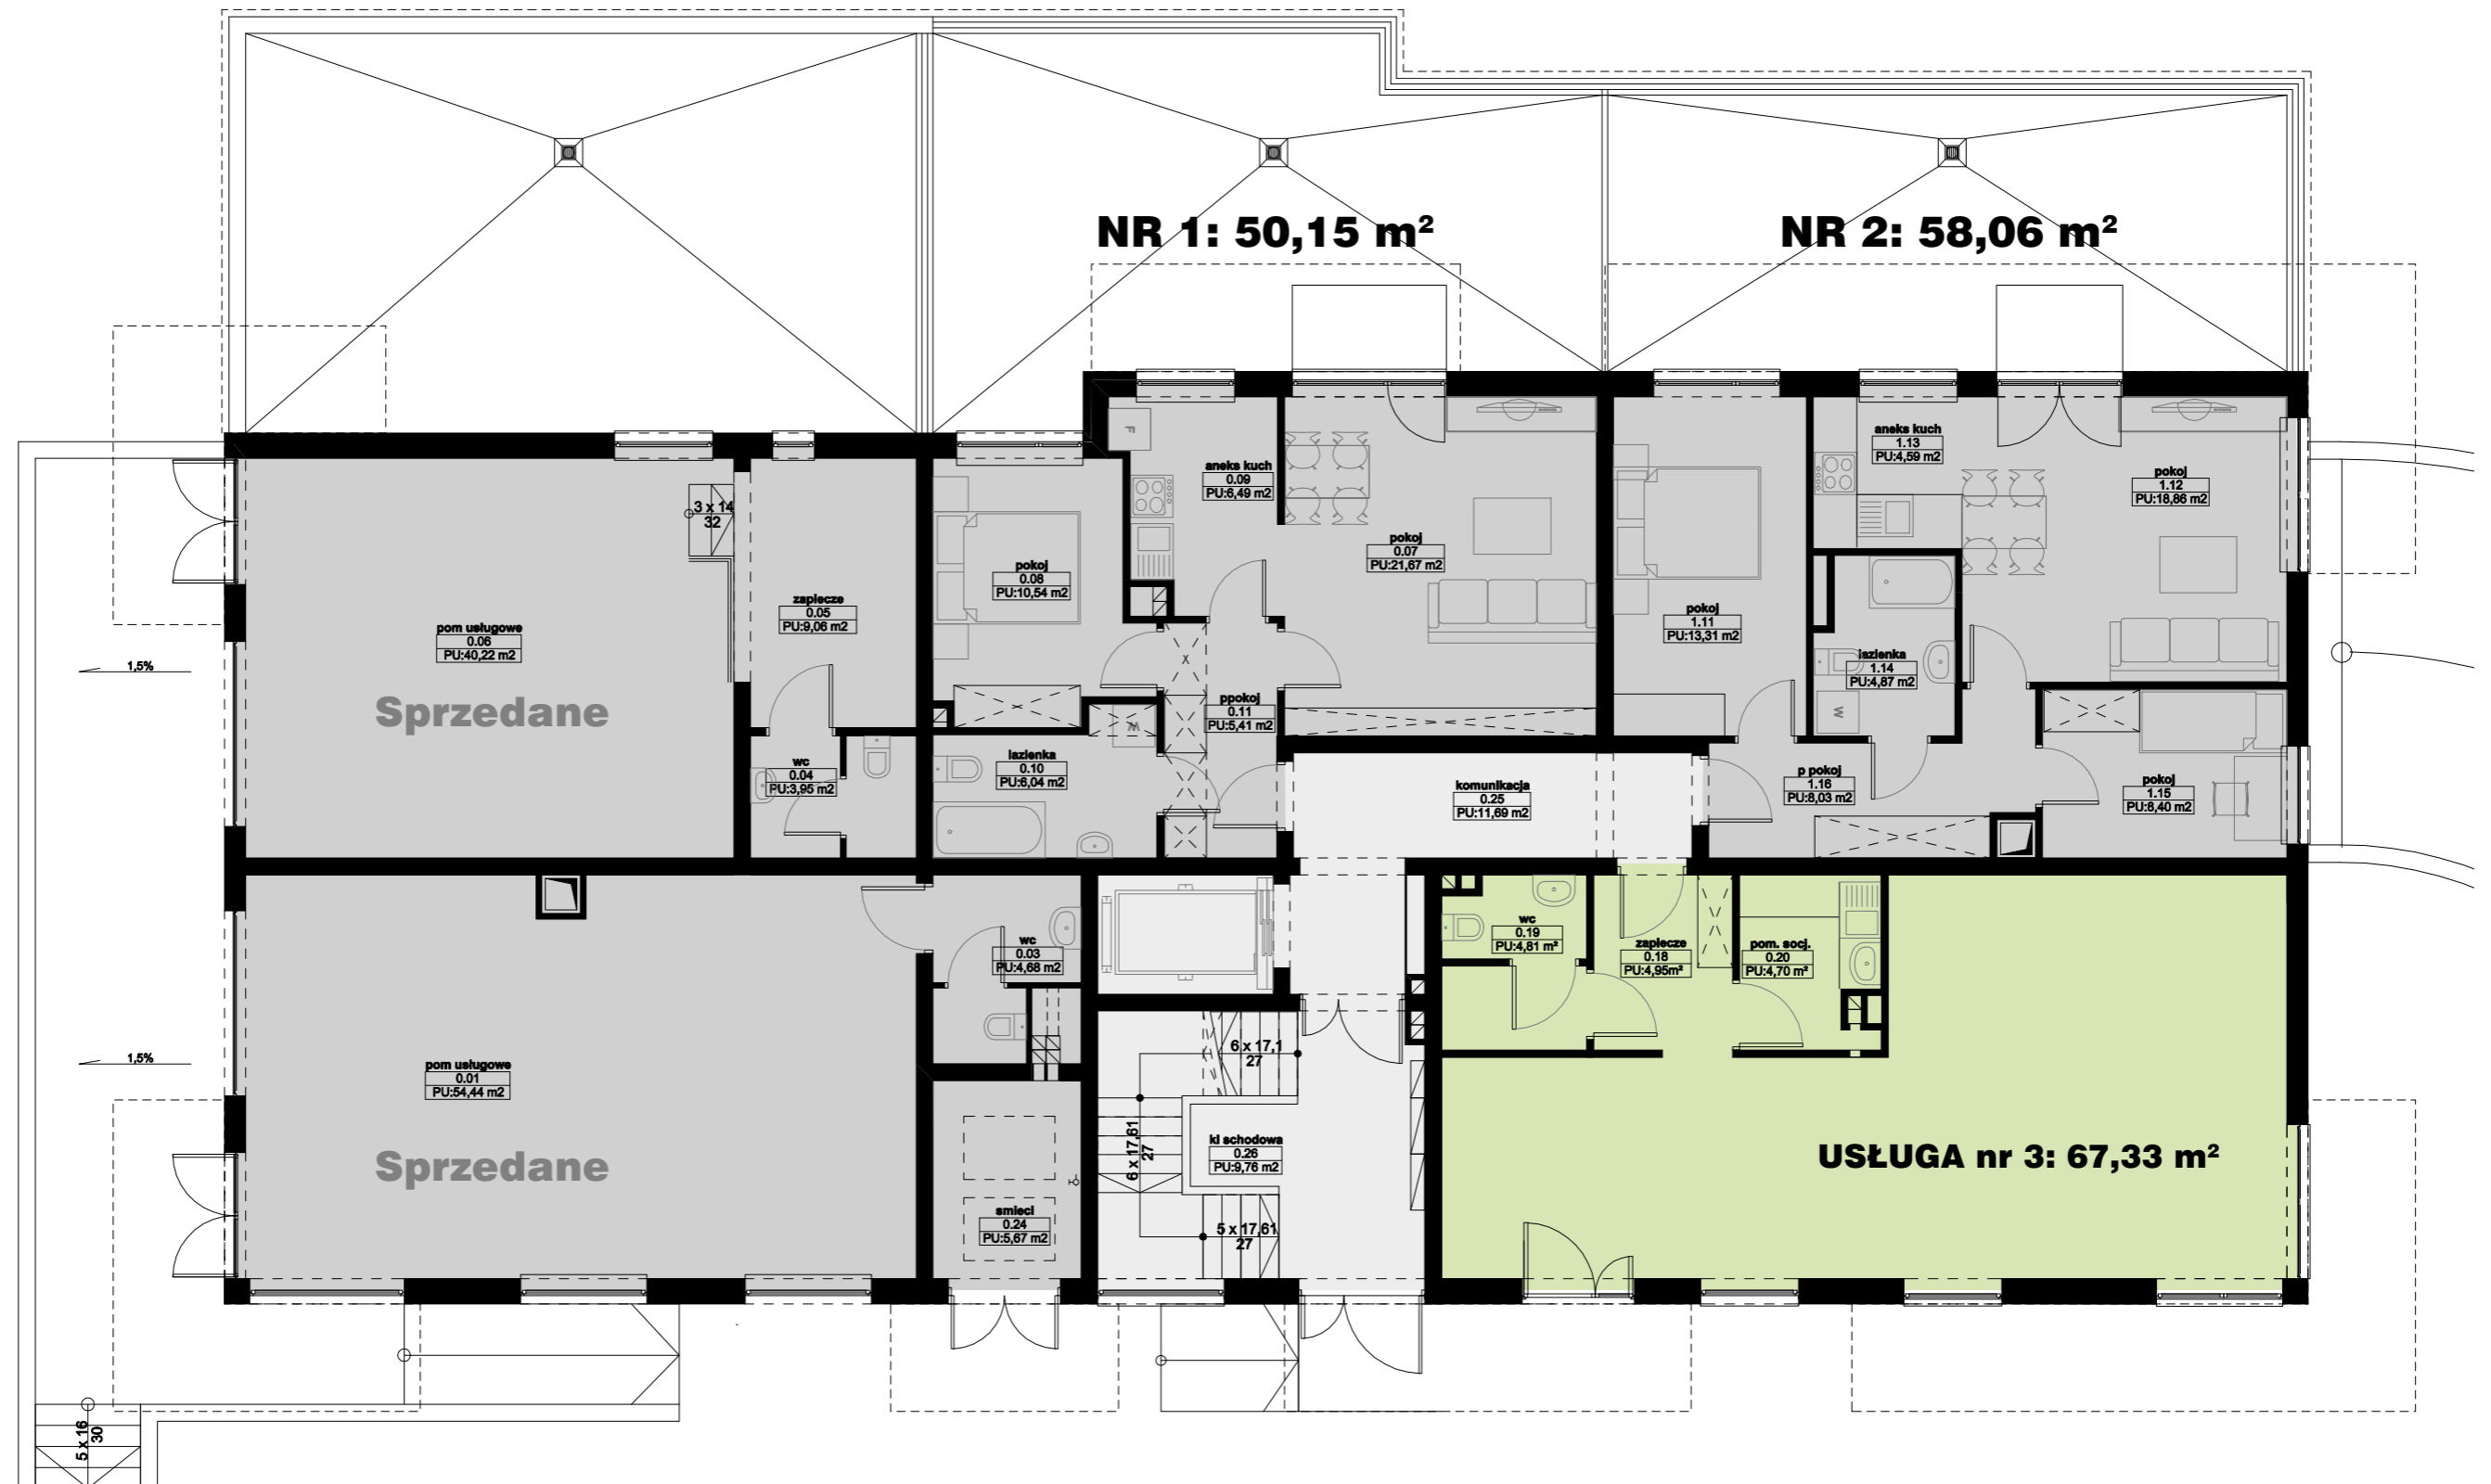 NR 1: 50,15 m²
NR 2: 58,06 m²
aneks kuch
0.09
PU:6,49 m2
F
pokoj
0.07
PU:21,67 m2
aneks kuch
1.13
PU:4,59 m2
pokoj
1.12
PU:18,86 m2
3 x 14
32
pokoj
0.08
PU:10,54 m2
zaplecze
0.05
PU:9,06 m2
pom usługowe
0.06
PU:40,22 m2
pokoj
1.11
PU:13,31 m2
lazienka
1.14
PU:4,87 m2
W
1,5%
Sprzedane
X
ppokoj
0.11
PU:5,41 m2
W
wc
0.04
PU:3,95 m2
lazienka
0.10
PU:6,04 m2
komunikacja
0.25
PU:11,69 m2
p pokoj
1.16
PU:8,03 m2
pokoj
1.15
PU:8,40 m2
wc
0.03
PU:4,68 m2
wc
0.19
PU:4,81 m²
zaplecze
0.18
PU:4,95m²
pom. socj.
0.20
PU:4,70 m²
1,5%
pom usługowe
0.01
PU:54,44 m2
6 x 17,1
27
6 x 17,61
27
kl schodowa
0.26
PU:9,76 m2
USŁUGA nr 3: 67,33 m²
Sprzedane
smieci
0.24
PU:5,67 m2
5 x 17,61
27
5 x 16
30